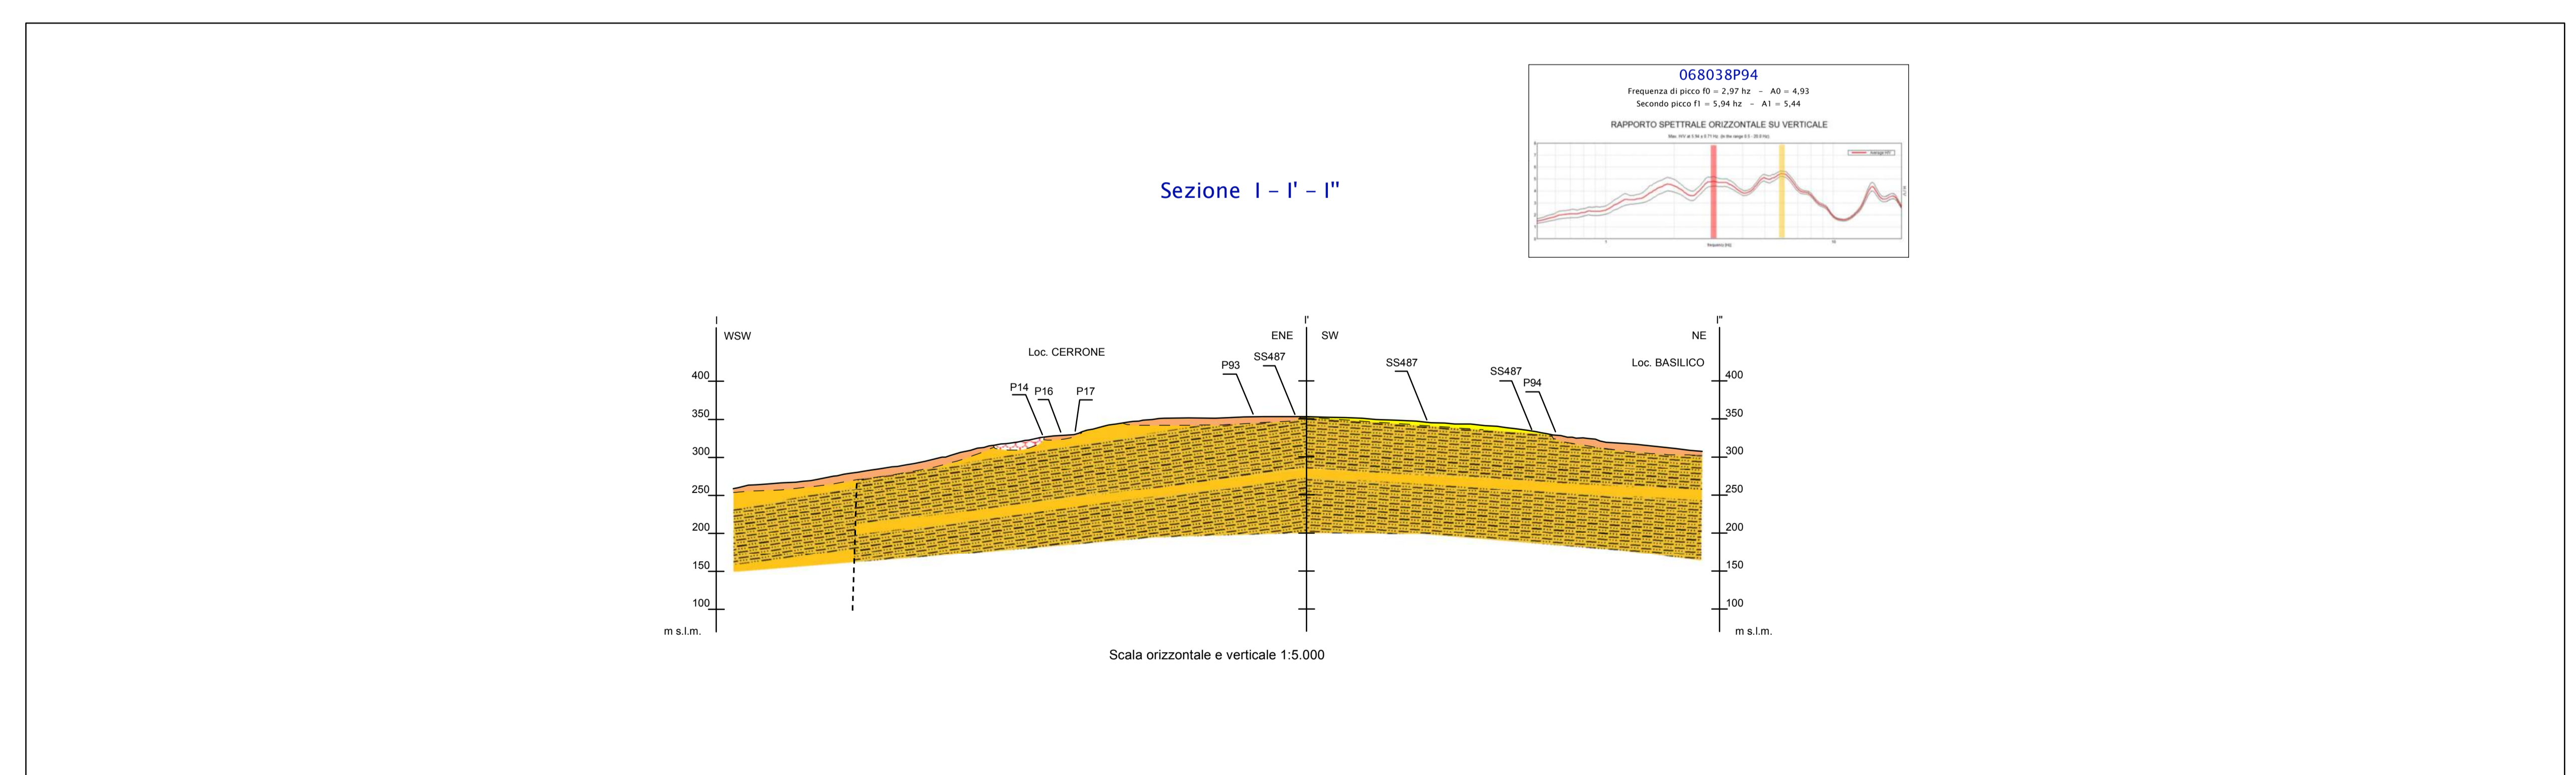 068038P94
Frequenza di picco f0 = 2,97 hz - A0 = 4,93
Secondo picco f1 = 5,94 hz - A1 = 5,44
RAPPORTO SPETTRALE ORIZZONTALE SU VERTICALE
Average H/V
frequency [Hz]
Sezione I - I' - I"
I
I'
I"
WSW
ENE
SW
NE
Loc. CERRONE
Loc. BASILICO
P14
P16
P17
P93
SS487
SS487
SS487
P94
400
350
300
250
200
150
100
m s.l.m.
400
350
300
250
200
150
100
m s.l.m.
Scala orizzontale e verticale 1:5.000